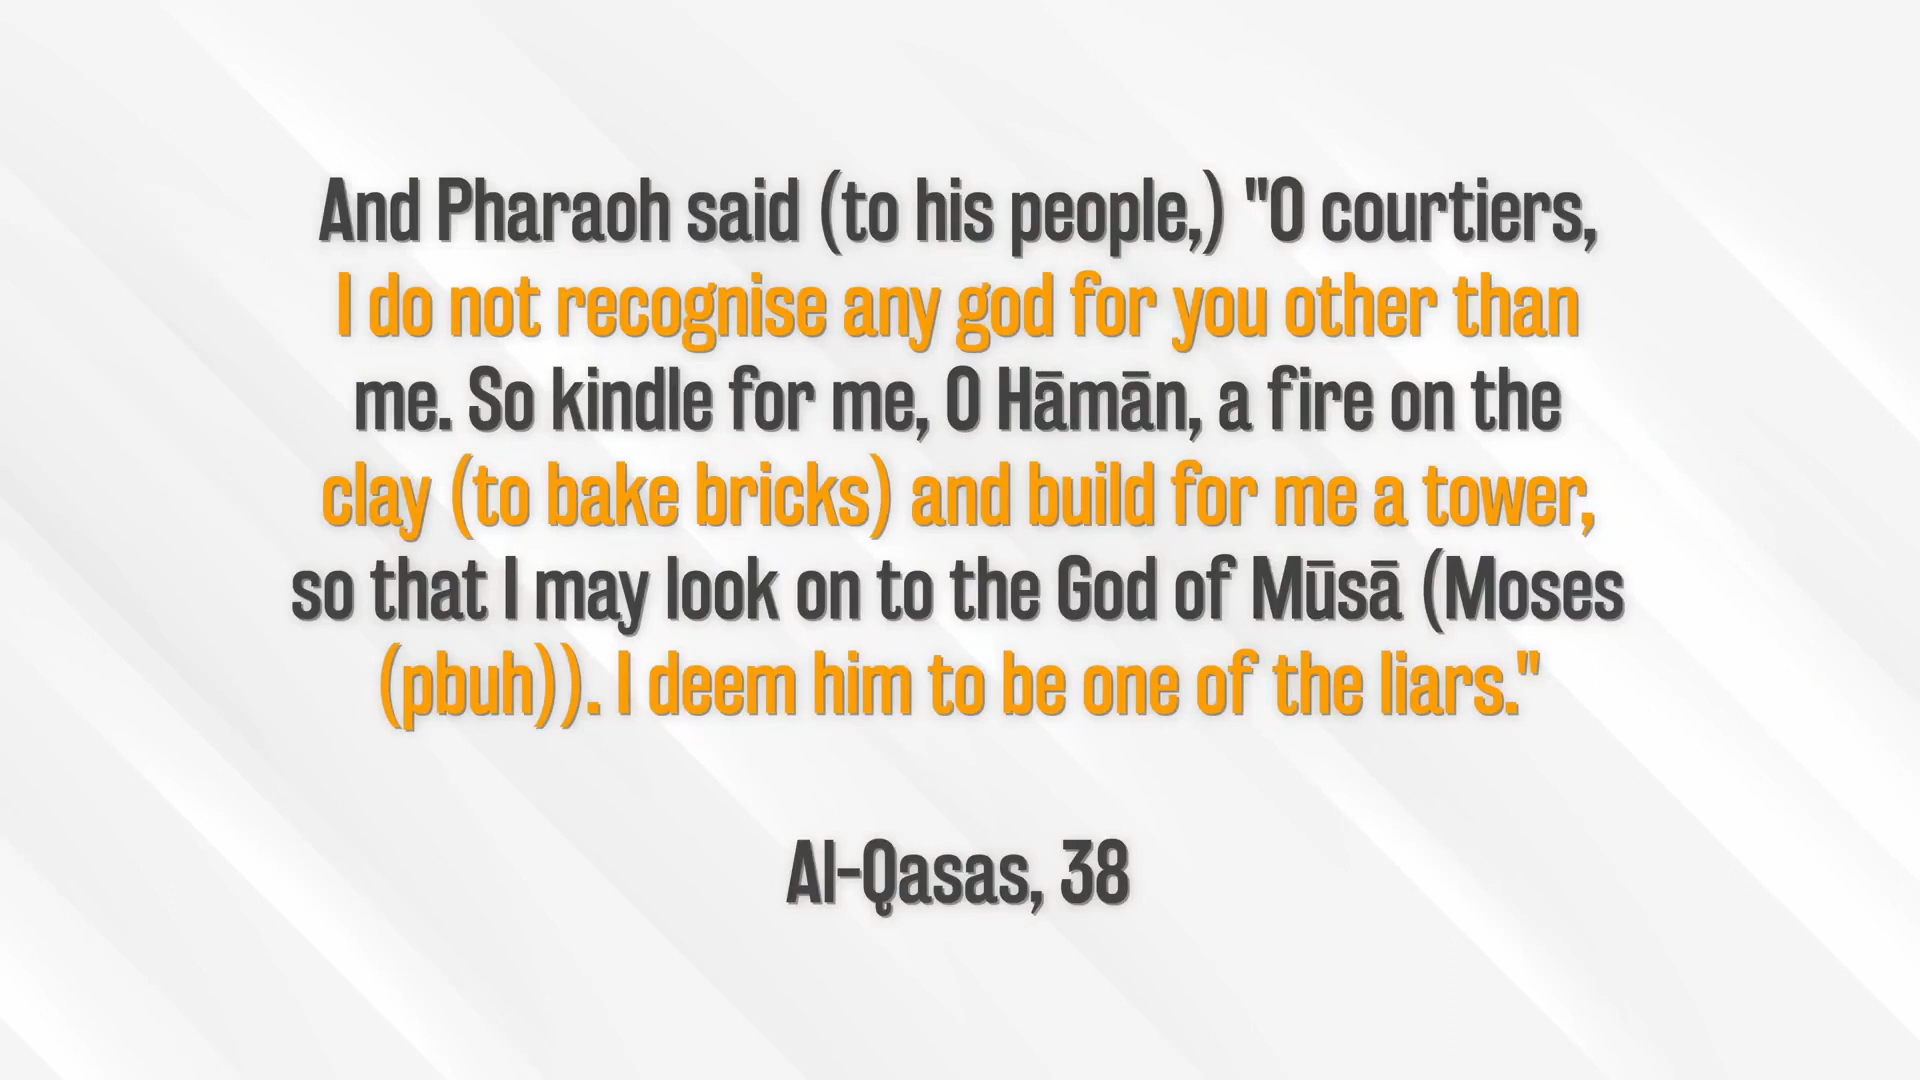 And Pharaoh said (to his people,) "O courtiers,
I do not recognise any god for you other than
me. So kindle for me, O Hāmān, a fire on the
clay (to bake bricks) and build for me a tower,
so that I may look on to the God of Mūsā (Moses
(pbuh)). I deem him to be one of the liars."
Al-Qasas, 38